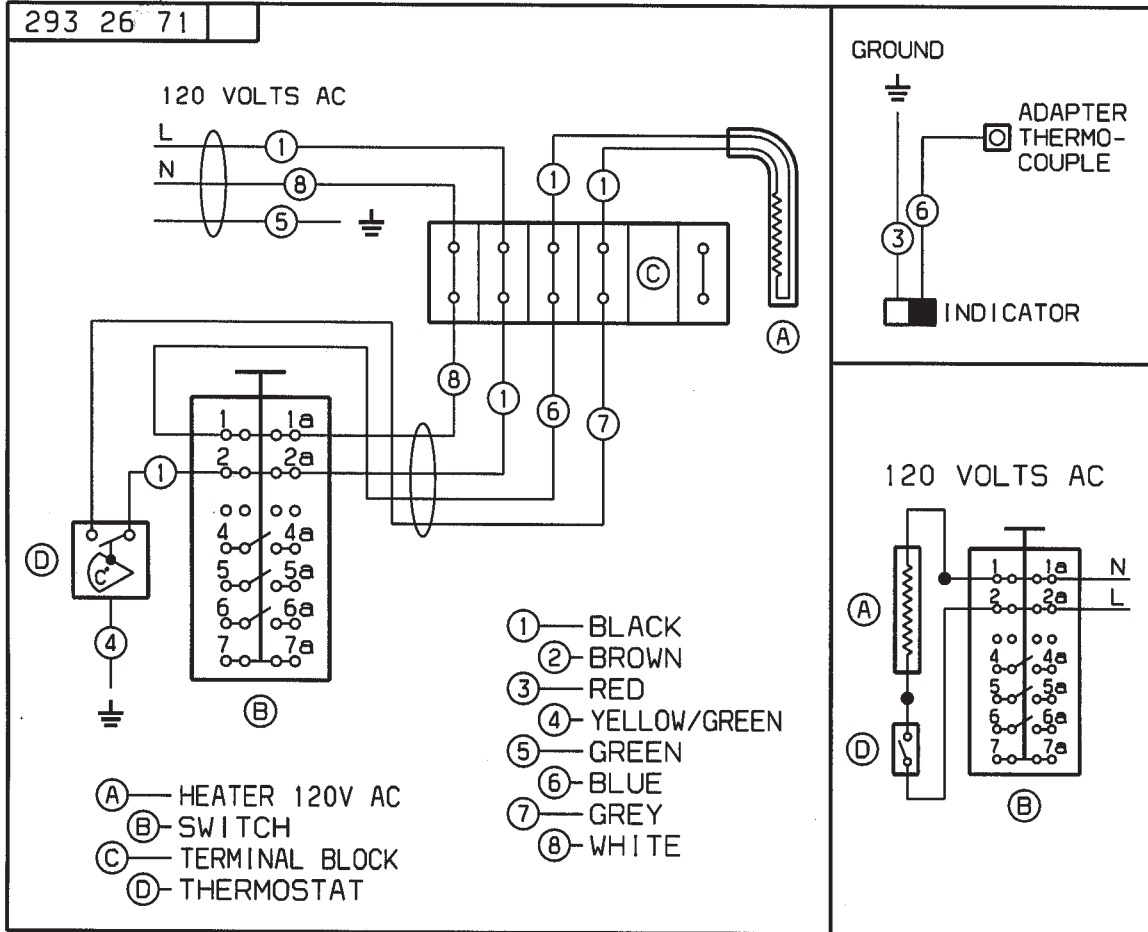 293 26 71
120 VOLTS AC
L
1
N
8
5
1
1
C
A
8
1
6
7
1 1a
2 2a
1
4 4a
5 5a
6 6a
7 7a
D
C°
4
B
A HEATER 120V AC
B SWITCH
C TERMINAL BLOCK
D THERMOSTAT
1 BLACK
2 BROWN
3 RED
4 YELLOW/GREEN
5 GREEN
6 BLUE
7 GREY
8 WHITE
GROUND
ADAPTER
THERMO-
COUPLE
6
3
INDICATOR
120 VOLTS AC
1 1a N
2 2a L
A
4 4a
5 5a
6 6a
7 7a
D
B